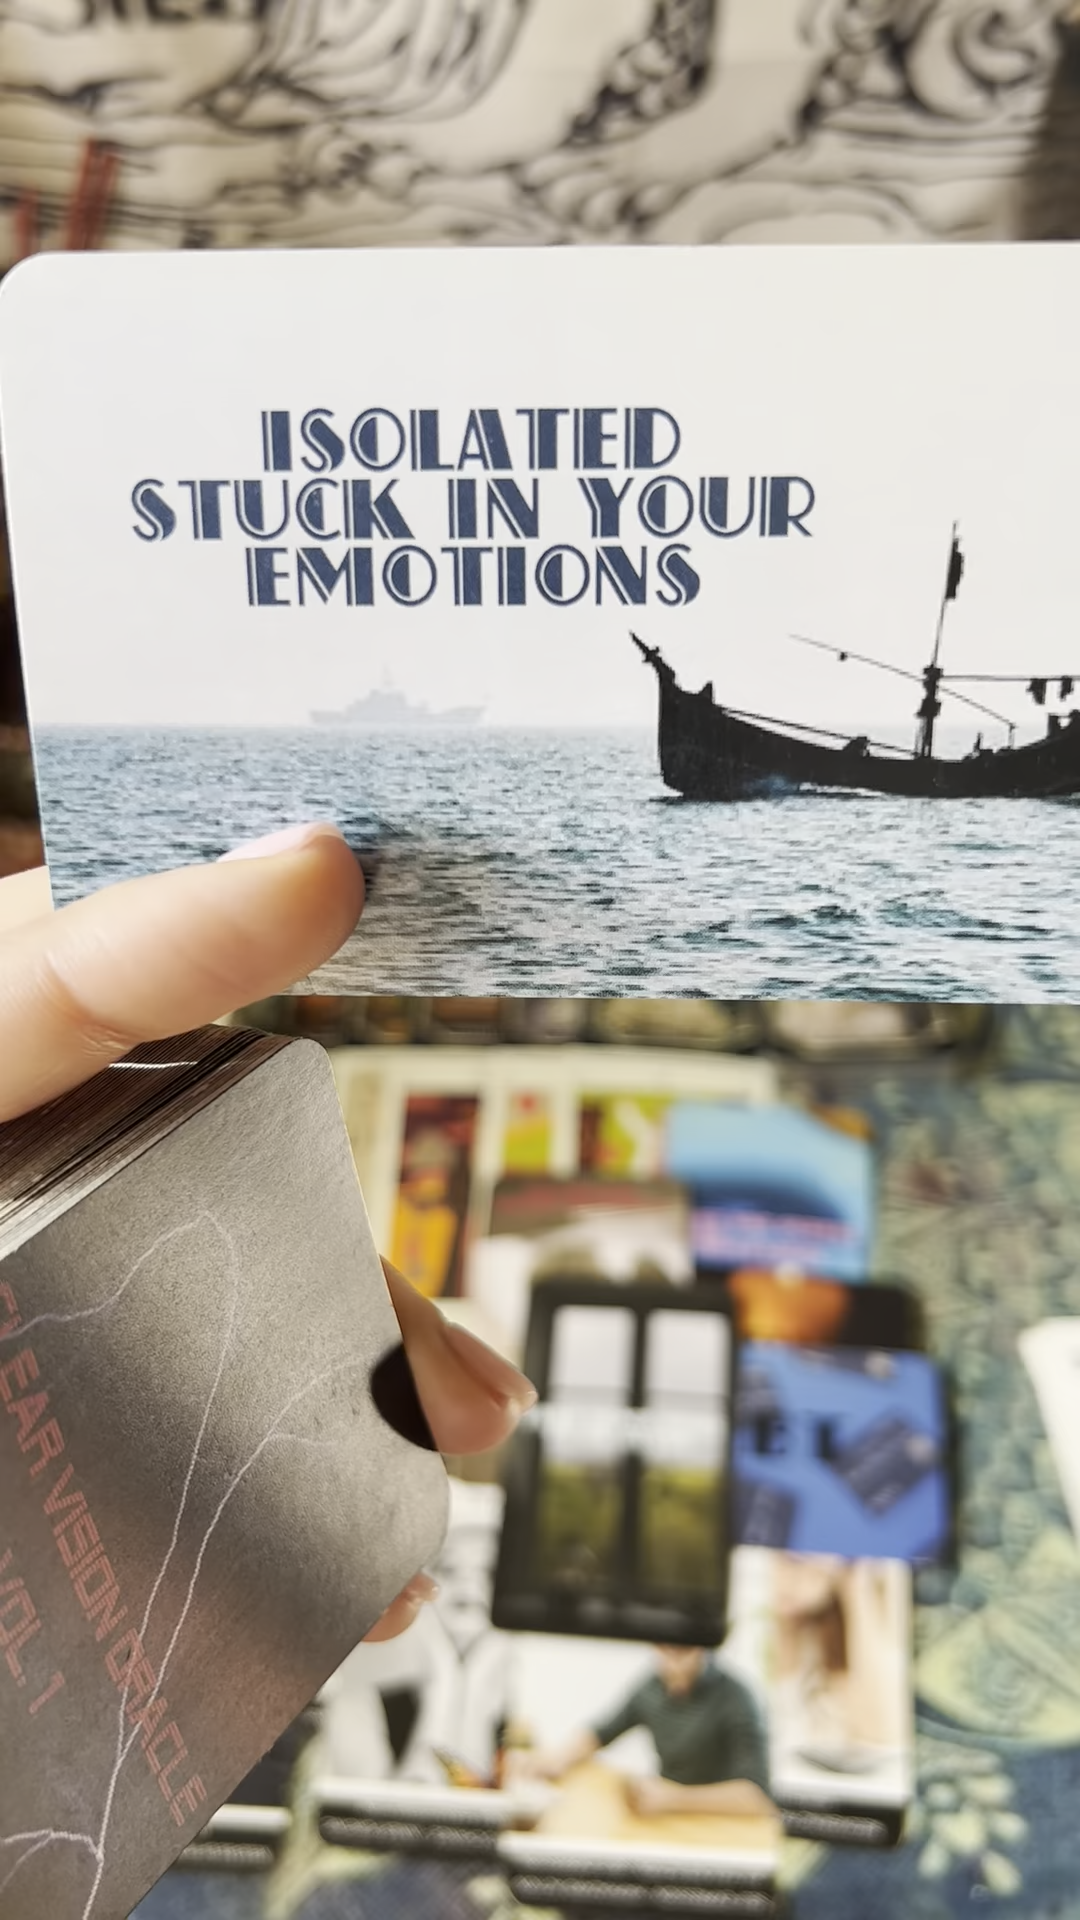 ISOLATED
STUCK IN YOUR
EMOTIONS
CLEAR VISION ORACLE
VOL. 1